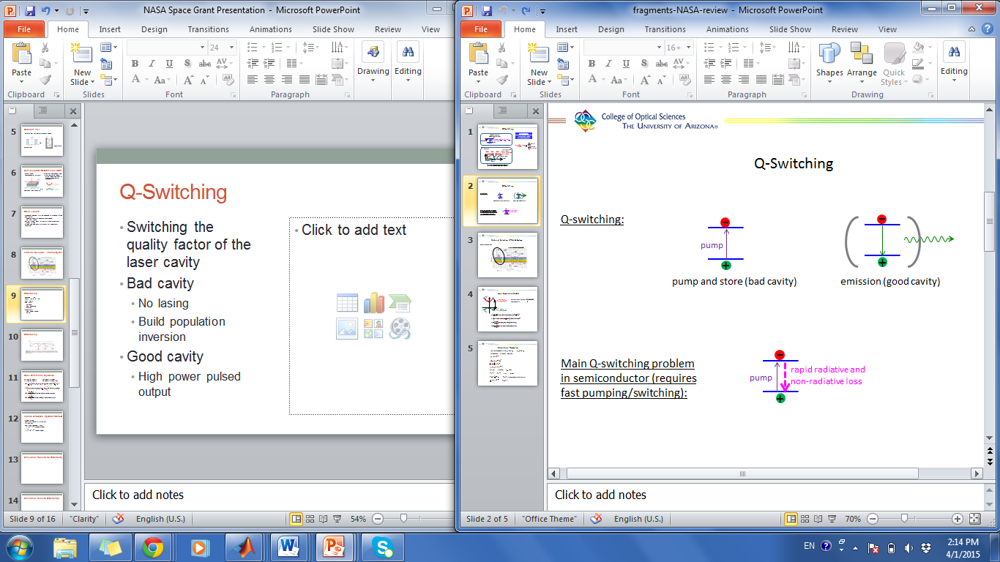 NASA Space Grant Presentation - Microsoft PowerPoint
File Home Insert Design Transitions Animations Slide Show Review View
24
Paste
New
Slide
B I U S abc AV
A Aa A A
Drawing
Editing
Clipboard
Slides
Font
Paragraph
5
6
7
8
9
10
11
12
13
14
Q-Switching
• Switching the
quality factor of the
laser cavity
• Bad cavity
• No lasing
• Build population
inversion
• Good cavity
• High power pulsed
output
• Click to add text
Click to add notes
Slide 9 of 16
"Clarity"
English (U.S.)
54%
fragments-NASA-review - Microsoft PowerPoint
File Home Insert Design Transitions Animations Slide Show Review View
16+
Paste
New
Slide
B I U S abc AV
A Aa A A
Shapes
Arrange
Quick
Styles
Editing
Clipboard
Slides
Font
Paragraph
Drawing
1
2
3
4
5
College of Optical Sciences
THE UNIVERSITY OF ARIZONA®
Q-Switching
Q-switching:
pump
pump and store (bad cavity)
emission (good cavity)
Main Q-switching problem
in semiconductor (requires
fast pumping/switching):
pump
rapid radiative and
non-radiative loss
Click to add notes
Slide 2 of 5
"Office Theme"
English (U.S.)
70%
EN
2:14 PM
4/1/2015